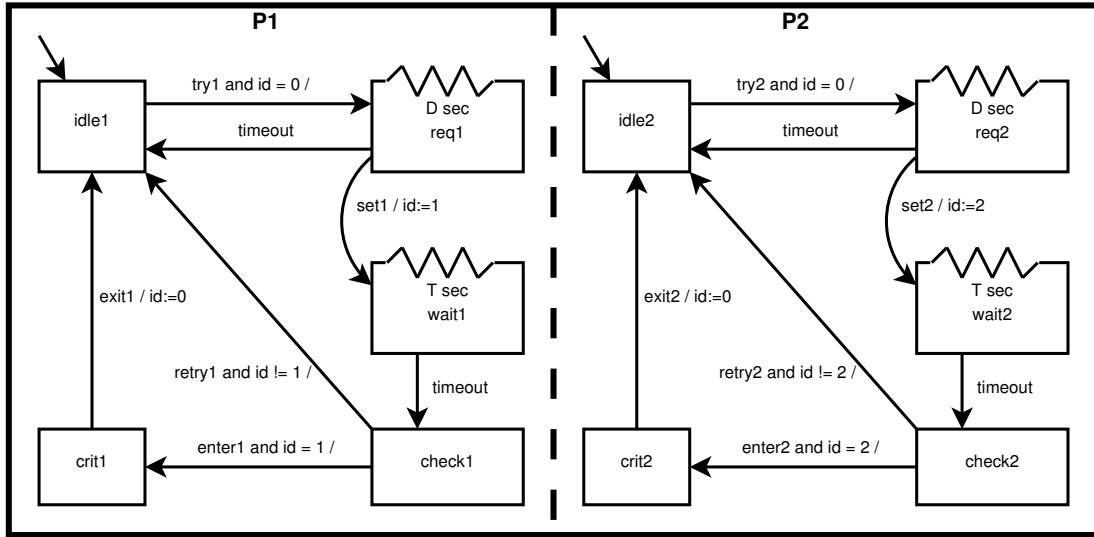 P1
P2
try1 and id = 0 /
D sec
req1
idle1
timeout
set1 / id:=1
T sec
wait1
exit1 / id:=0
retry1 and id != 1 /
timeout
enter1 and id = 1 /
crit1
check1
try2 and id = 0 /
D sec
req2
idle2
timeout
set2 / id:=2
T sec
wait2
exit2 / id:=0
retry2 and id != 2 /
timeout
enter2 and id = 2 /
crit2
check2